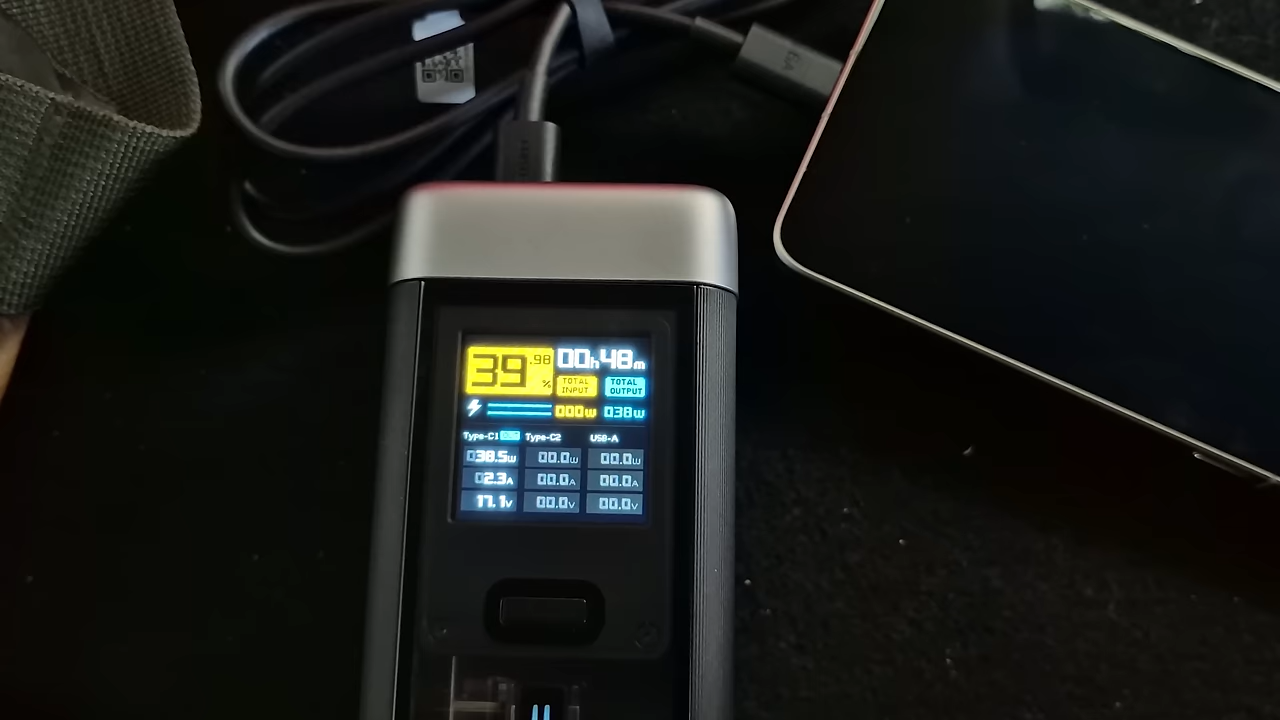 6A
39.98%
00h48m
TOTAL INPUT
TOTAL OUTPUT
000W 038W
Type-C1 Type-C2 USB-A
038.5W 00.0W 00.0W
02.3A 00.0A 00.0A
17.1V 00.0V 00.0V